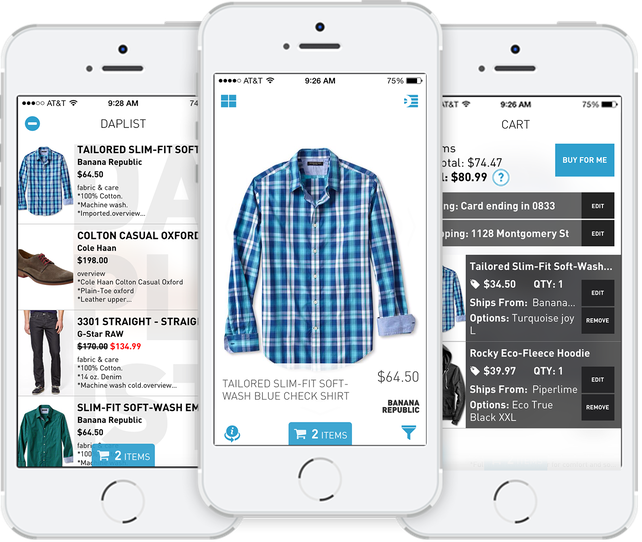 AT&T
9:28 AM
74
DAPLIST
TAILORED SLIM-FIT SOFT
Banana Republic
$64.50
fabric & care
*100% Cotton.
*Machine wash.
*Imported.overview...
COLTON CASUAL OXFORD
Cole Haan
$198.00
overview
*Cole Haan Colton Casual Oxford
*Plain-Toe oxford
*Leather upper...
3301 STRAIGHT - STRAIG
G-Star RAW
$170.00 $134.99
fabric & care
*100% Cotton.
*14 oz. Denim
*Machine wash cold.overview...
SLIM-FIT SOFT-WASH EM
Banana Republic
$64.50
fabric
*100
*Mac
2 ITEMS
AT&T
9:26 AM
75%
TAILORED SLIM-FIT SOFT-
WASH BLUE CHECK SHIRT
$64.50
BANANA
REPUBLIC
2 ITEMS
AT&T
9:26 AM
75%
CART
ms
otal: $74.47
l: $80.99 ?
BUY FOR ME
ng: Card ending in 0833
EDIT
pping: 1128 Montgomery St
EDIT
Tailored Slim-Fit Soft-Wash...
$34.50 QTY: 1
EDIT
Ships From: Banana...
Options: Turquoise joy
L
REMOVE
Rocky Eco-Fleece Hoodie
$39.97 QTY: 1
EDIT
Ships From: Piperlime
Options: Eco True
Black XXL
REMOVE